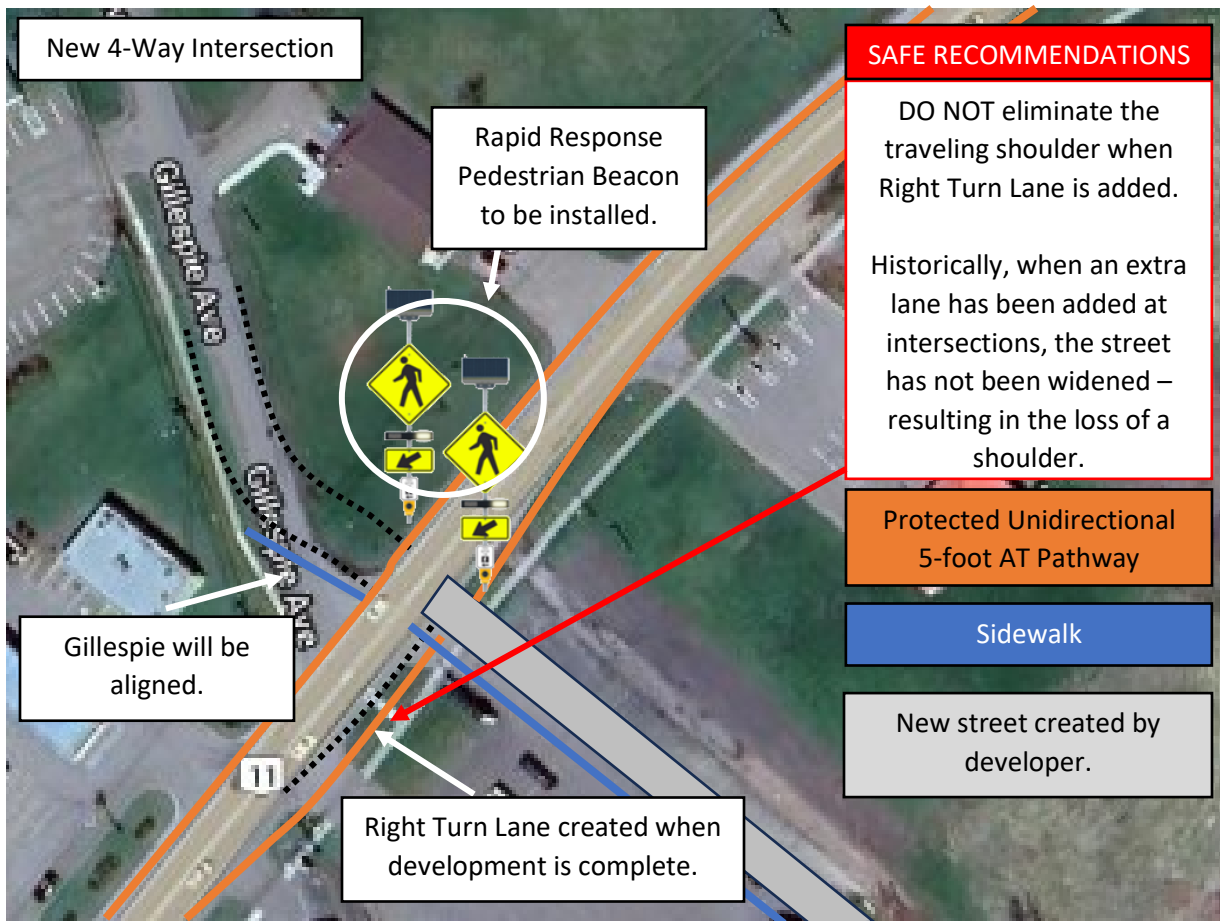 New 4-Way Intersection
SAFE RECOMMENDATIONS
DO NOT eliminate the
traveling shoulder when
Right Turn Lane is added.
Historically, when an extra
lane has been added at
intersections, the street
has not been widened –
resulting in the loss of a
shoulder.
Rapid Response
Pedestrian Beacon
to be installed.
Gillespie Ave
Gillespie Ave
Protected Unidirectional
5-foot AT Pathway
Sidewalk
Gillespie will be
aligned.
New street created by
developer.
11
Right Turn Lane created when
development is complete.